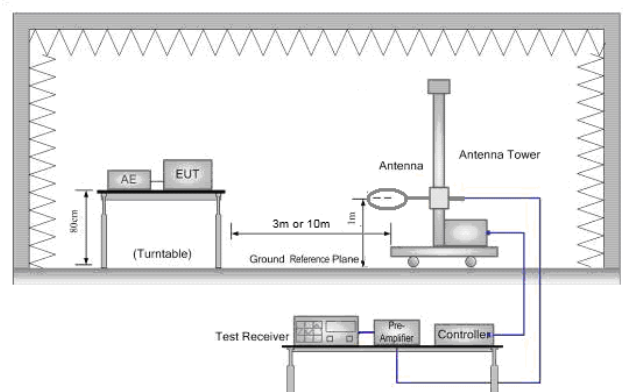 AE
EUT
80cm
(Turntable)
3m or 10m
1m
Ground Reference Plane
Antenna
Antenna Tower
Test Receiver
Pre-
Amplifier
Controller